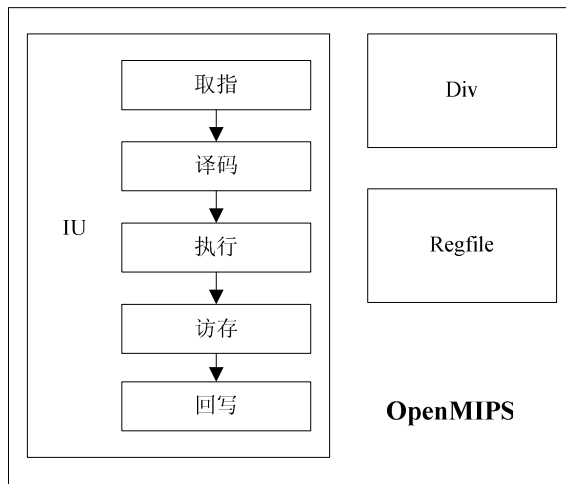 取指
译码
IU
执行
访存
回写
Div
Regfile
OpenMIPS